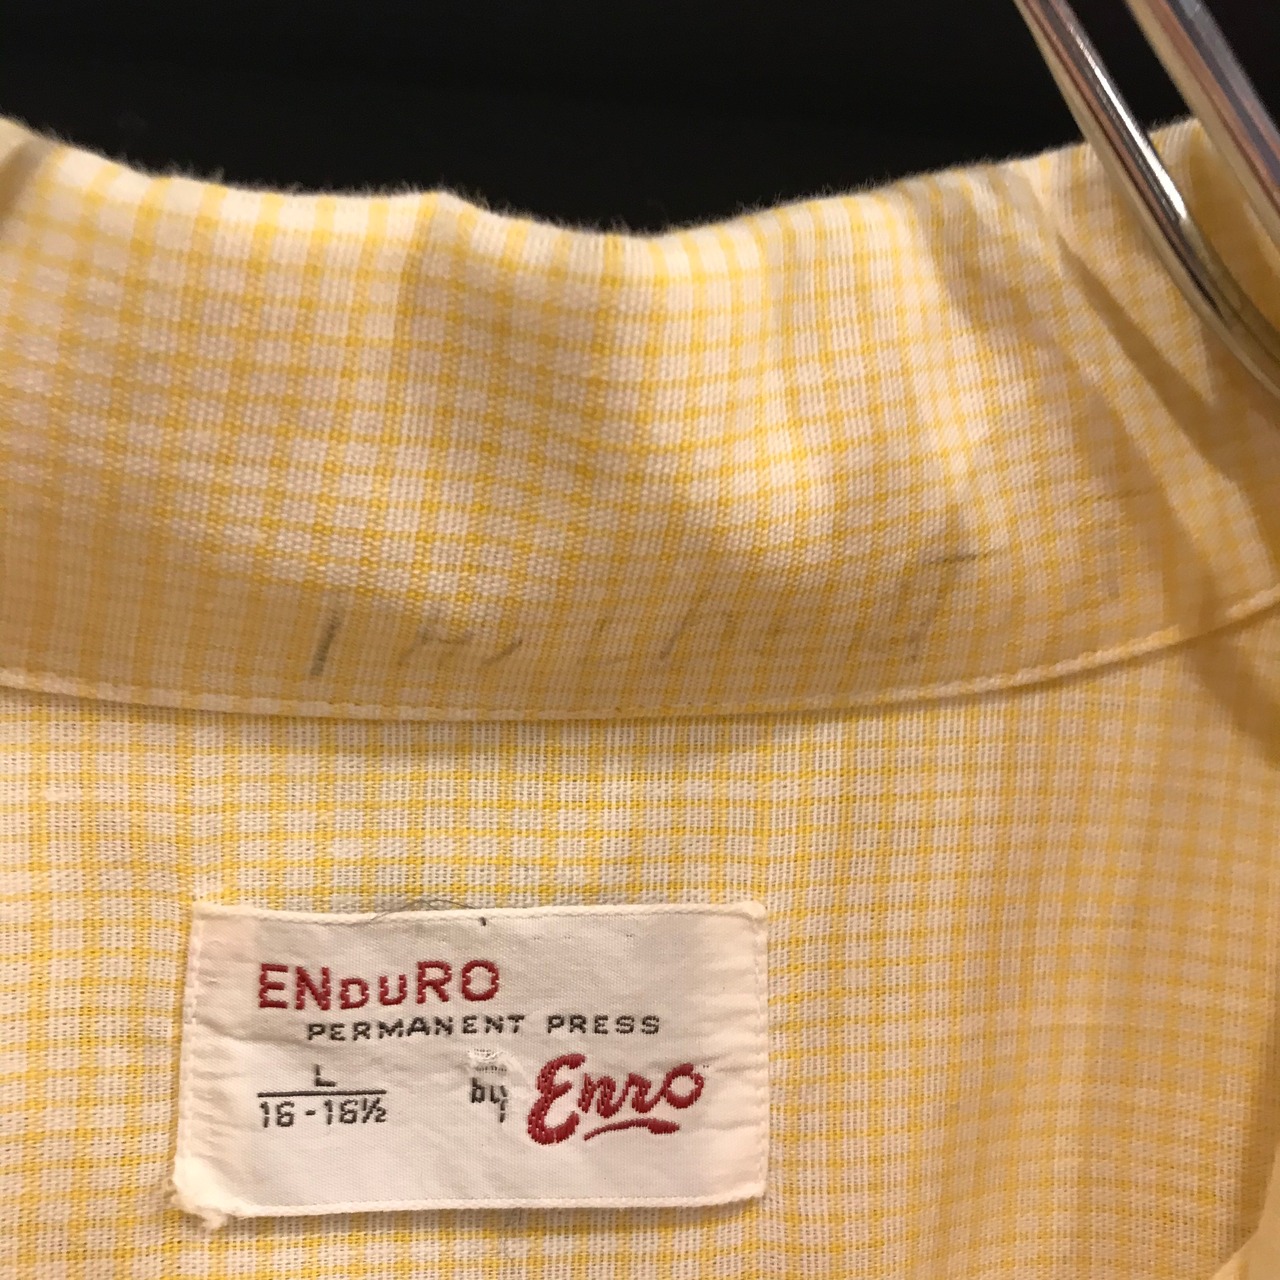 ENDURO
PERMANENT PRESS
L
16-16½
by Enro